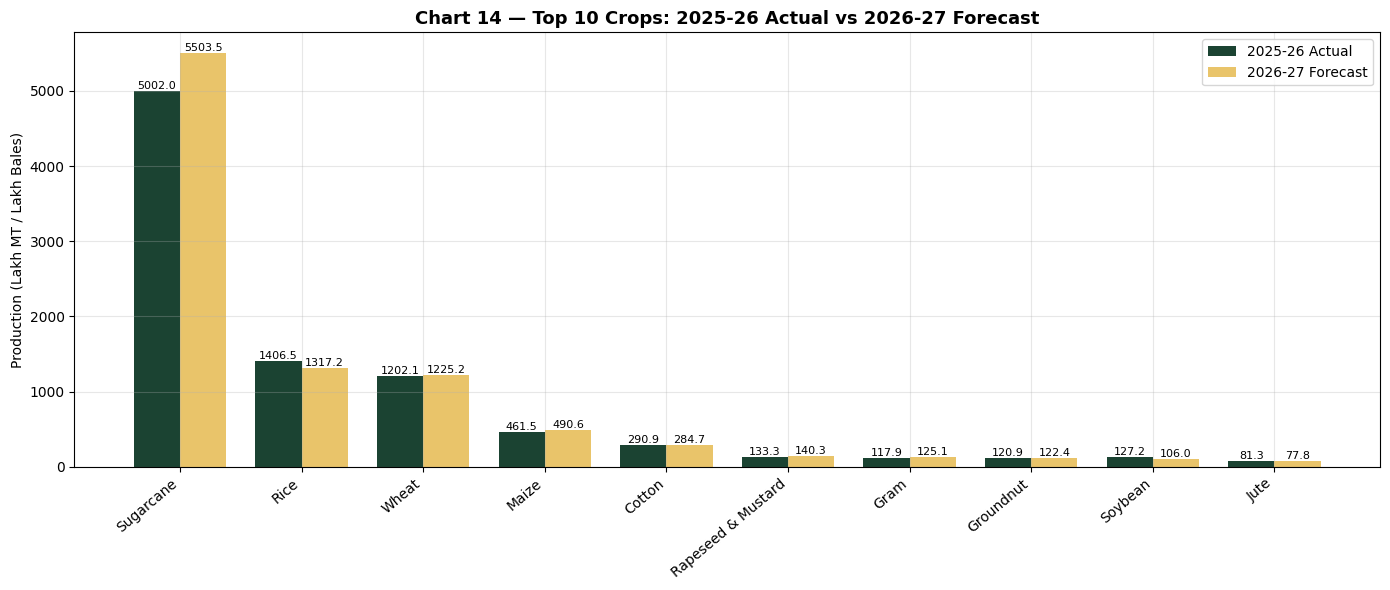 Chart 14 — Top 10 Crops: 2025-26 Actual vs 2026-27 Forecast
2025-26 Actual
2026-27 Forecast
Production (Lakh MT / Lakh Bales)
5000
4000
3000
2000
1000
0
5002.0
5503.5
1406.5
1317.2
1202.1
1225.2
461.5
490.6
290.9
284.7
133.3
140.3
117.9
125.1
120.9
122.4
127.2
106.0
81.3
77.8
Sugarcane
Rice
Wheat
Maize
Cotton
Rapeseed & Mustard
Gram
Groundnut
Soybean
Jute